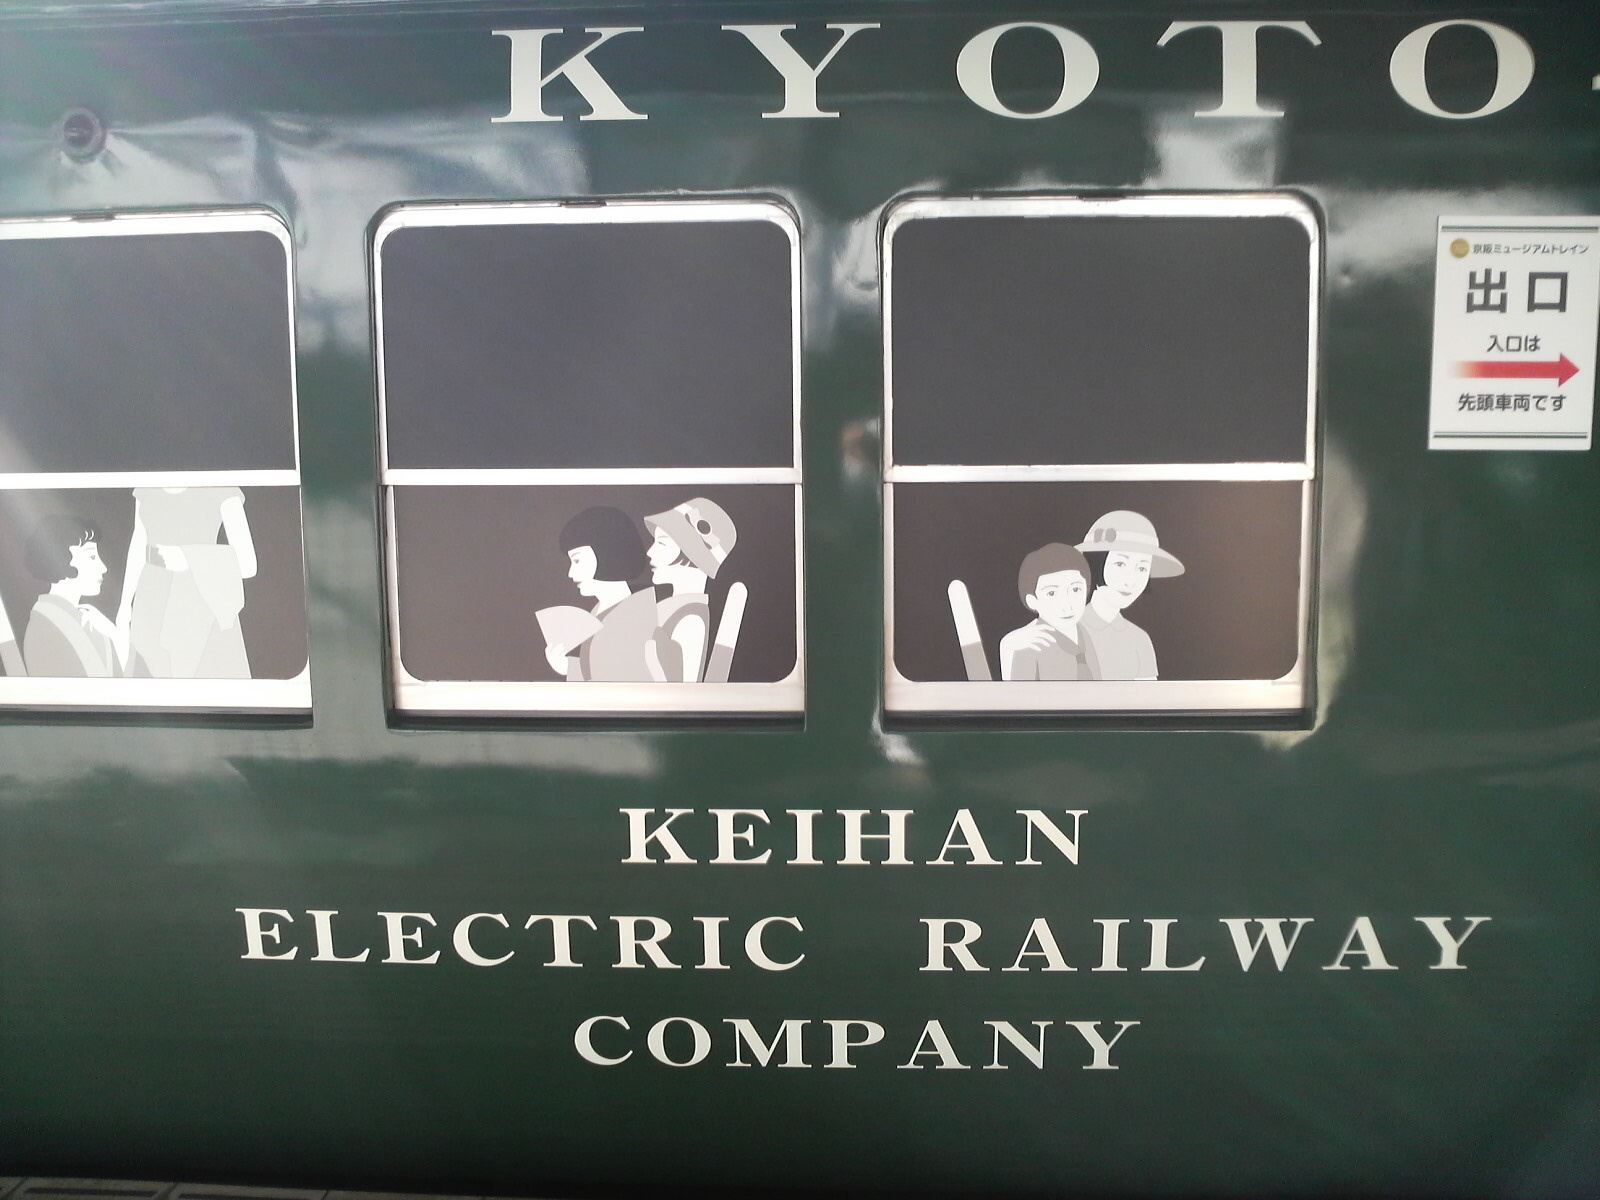 KYOTO
京阪ミュージアムトレイン
出口
入口は
先頭車両です
KEIHAN
ELECTRIC RAILWAY
COMPANY